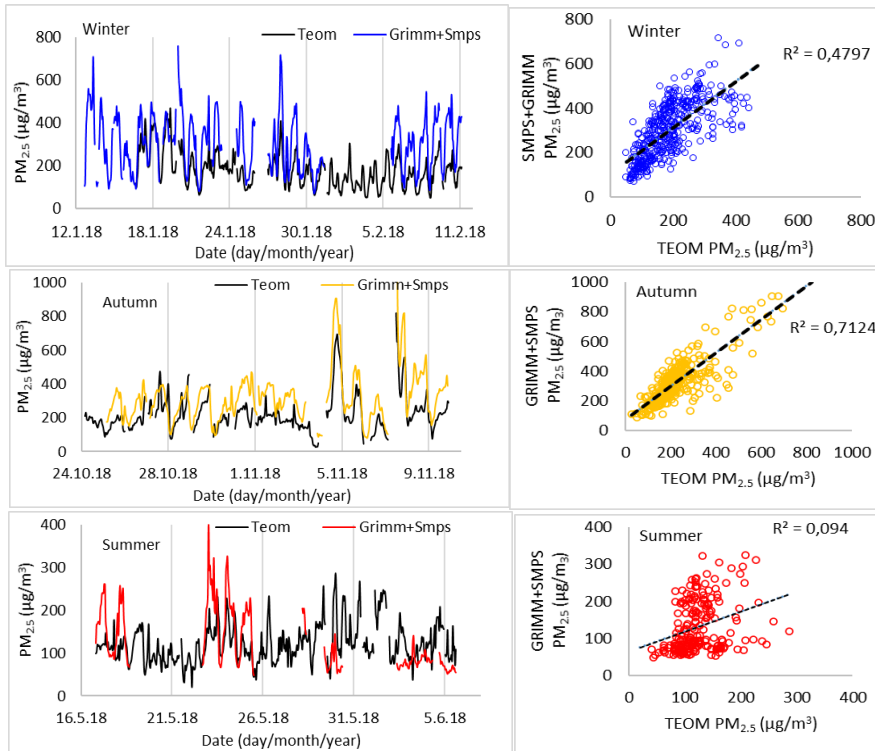 Winter
Teom
Grimm+Smps
PM2.5 (µg/m³)
800
600
400
200
0
12.1.18 18.1.18 24.1.18 30.1.18 5.2.18 11.2.18
Date (day/month/year)
Winter
R² = 0,4797
SMPS+GRIMM
PM2.5 (µg/m³)
800
600
400
200
0
0 200 400 600 800
TEOM PM2.5 (µg/m³)
Autumn
Teom
Grimm+Smps
PM2.5 (µg/m³)
1000
800
600
400
200
0
24.10.18 28.10.18 1.11.18 5.11.18 9.11.18
Date (day/month/year)
Autumn
R² = 0,7124
GRIMM+SMPS
PM2.5 (µg/m3)
1000
800
600
400
200
0
0 200 400 600 800 1000
TEOM PM2.5 (µg/m³)
Summer
Teom
Grimm+Smps
PM2.5 (µg/m³)
400
300
200
100
0
16.5.18 21.5.18 26.5.18 31.5.18 5.6.18
Date (day/month/year)
Summer
R² = 0,094
GRIMM+SMPS
PM2.5 (µg/m3)
400
300
200
100
0
0 100 200 300 400
TEOM PM2.5 (µg/m³)